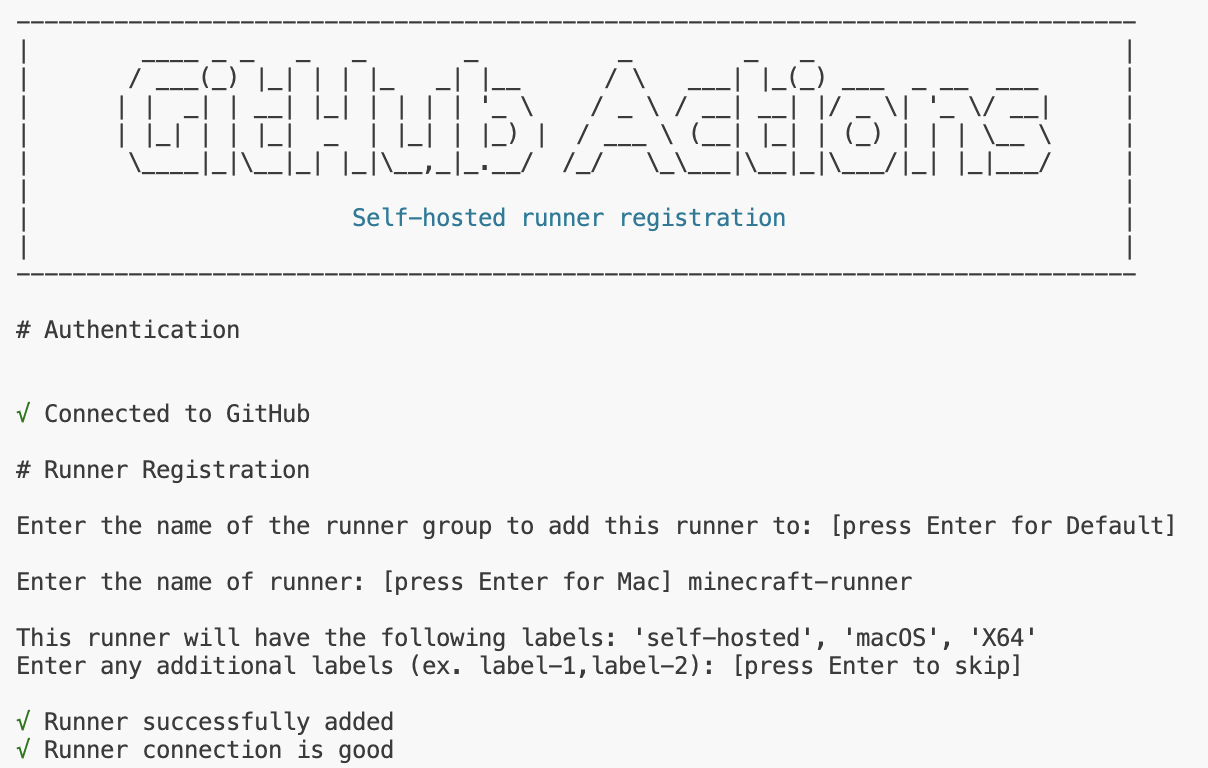 GitHub Actions
Self-hosted runner registration
# Authentication
√ Connected to GitHub
# Runner Registration
Enter the name of the runner group to add this runner to: [press Enter for Default]
Enter the name of runner: [press Enter for Mac] minecraft-runner
This runner will have the following labels: 'self-hosted', 'macOS', 'X64'
Enter any additional labels (ex. label-1,label-2): [press Enter to skip]
√ Runner successfully added
√ Runner connection is good